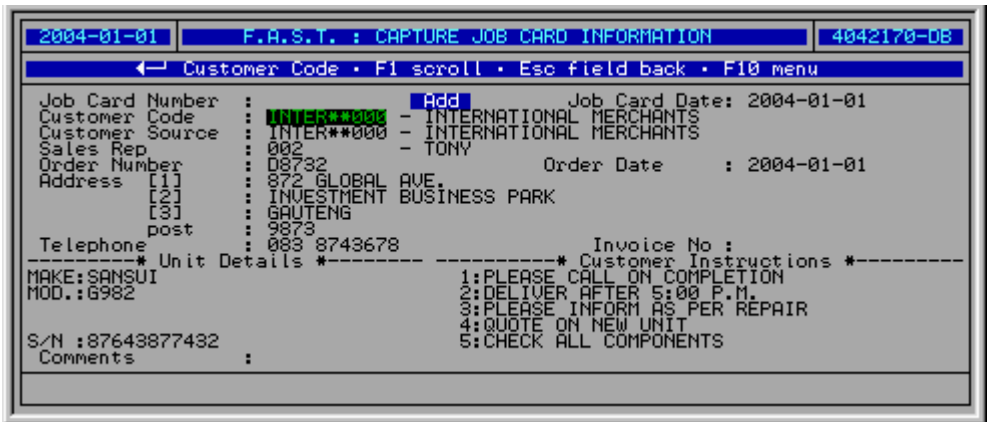 2004-01-01 F.A.S.T. : CAPTURE JOB CARD INFORMATION 4042170-DB
◄─┘ Customer Code · F1 scroll · Esc field back · F10 menu
Job Card Number : Add Job Card Date: 2004-01-01
Customer Code : INTER**000 - INTERNATIONAL MERCHANTS
Customer Source : INTER**000 - INTERNATIONAL MERCHANTS
Sales Rep : 002 - TONY
Order Number : D8732 Order Date : 2004-01-01
Address [1] : 872 GLOBAL AVE.
[2] : INVESTMENT BUSINESS PARK
[3] : GAUTENG
post : 9873
Telephone : 083 8743678 Invoice No :
----------* Unit Details *-------- ----------* Customer Instructions *---------
MAKE:SANSUI 1:PLEASE CALL ON COMPLETION
MOD.:G982 2:DELIVER AFTER 5:00 P.M.
3:PLEASE INFORM AS PER REPAIR
4:QUOTE ON NEW UNIT
S/N :87643877432 5:CHECK ALL COMPONENTS
Comments :